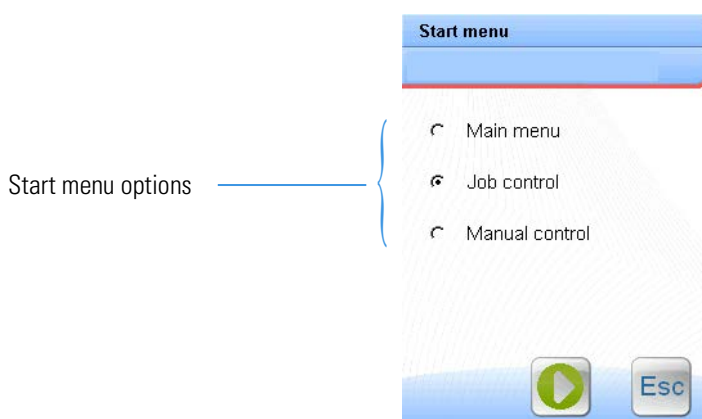 Start menu
Main menu
Start menu options
Job control
Manual control
Esc